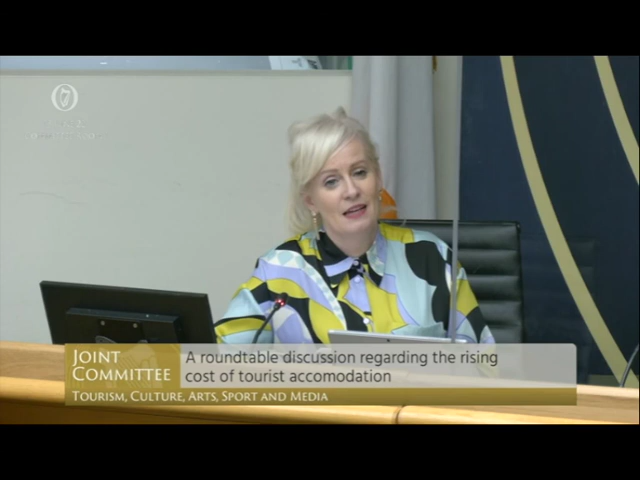 JOINT
COMMITTEE
A roundtable discussion regarding the rising
cost of tourist accomodation
TOURISM, CULTURE, ARTS, SPORT AND MEDIA